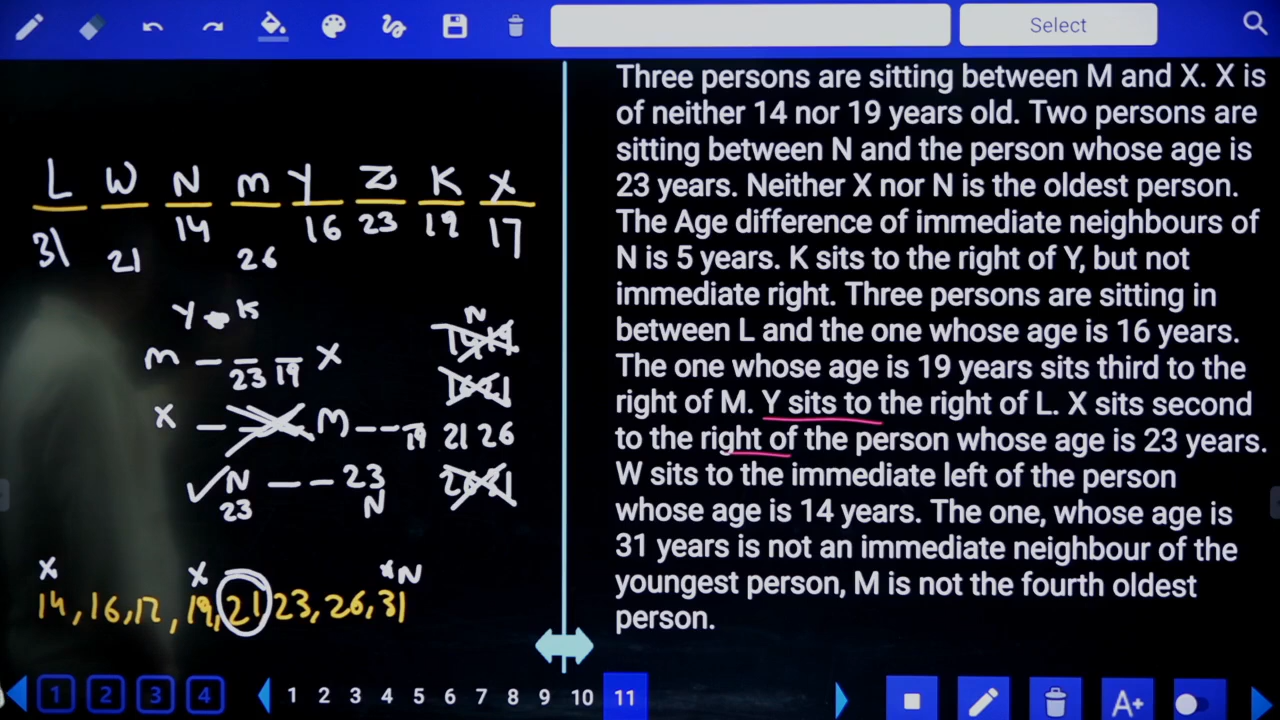 Select
Three persons are sitting between M and X. X is
of neither 14 nor 19 years old. Two persons are
sitting between N and the person whose age is
23 years. Neither X nor N is the oldest person.
The Age difference of immediate neighbours of
N is 5 years. K sits to the right of Y, but not
immediate right. Three persons are sitting in
between L and the one whose age is 16 years.
The one whose age is 19 years sits third to the
right of M. Y sits to the right of L. X sits second
to the right of the person whose age is 23 years.
W sits to the immediate left of the person
whose age is 14 years. The one, whose age is
31 years is not an immediate neighbour of the
youngest person, M is not the fourth oldest
person.
L W N M Y Z K X
14 16 23 19 17
31 21 26
Y K
N
M — 23 19 X
X — M — — 19 21 26
N — — 23
23 N
X X X N
14, 16, 17, 19, 21 23, 26, 31
1 2 3 4 1 2 3 4 5 6 7 8 9 10 11 A+